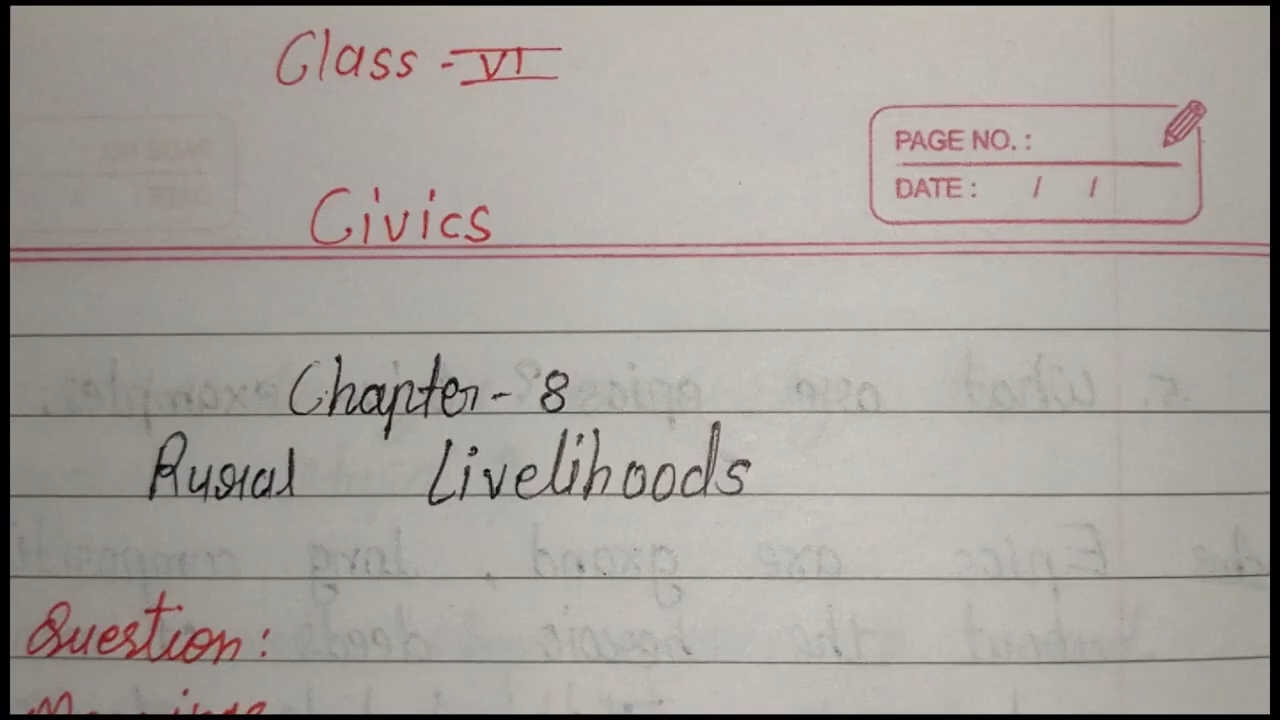 Class - VI
PAGE NO. :
DATE : / /
Civics
Chapter - 8
Rural Livelihoods
Question :